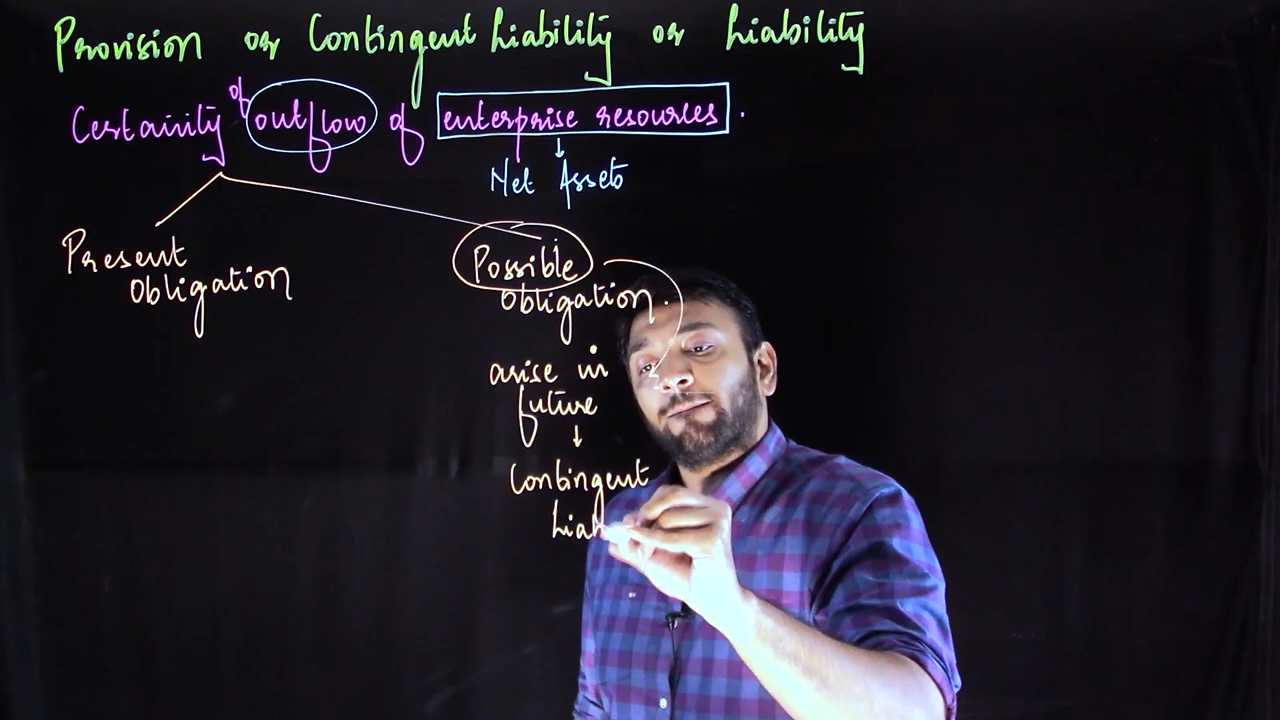 Provision or Contingent Liability or Liability
Certainity of outflow of enterprise resources.
Net Assets
Present
Obligation
Possible
Obligation.
arise in
future
Contingent
Liab